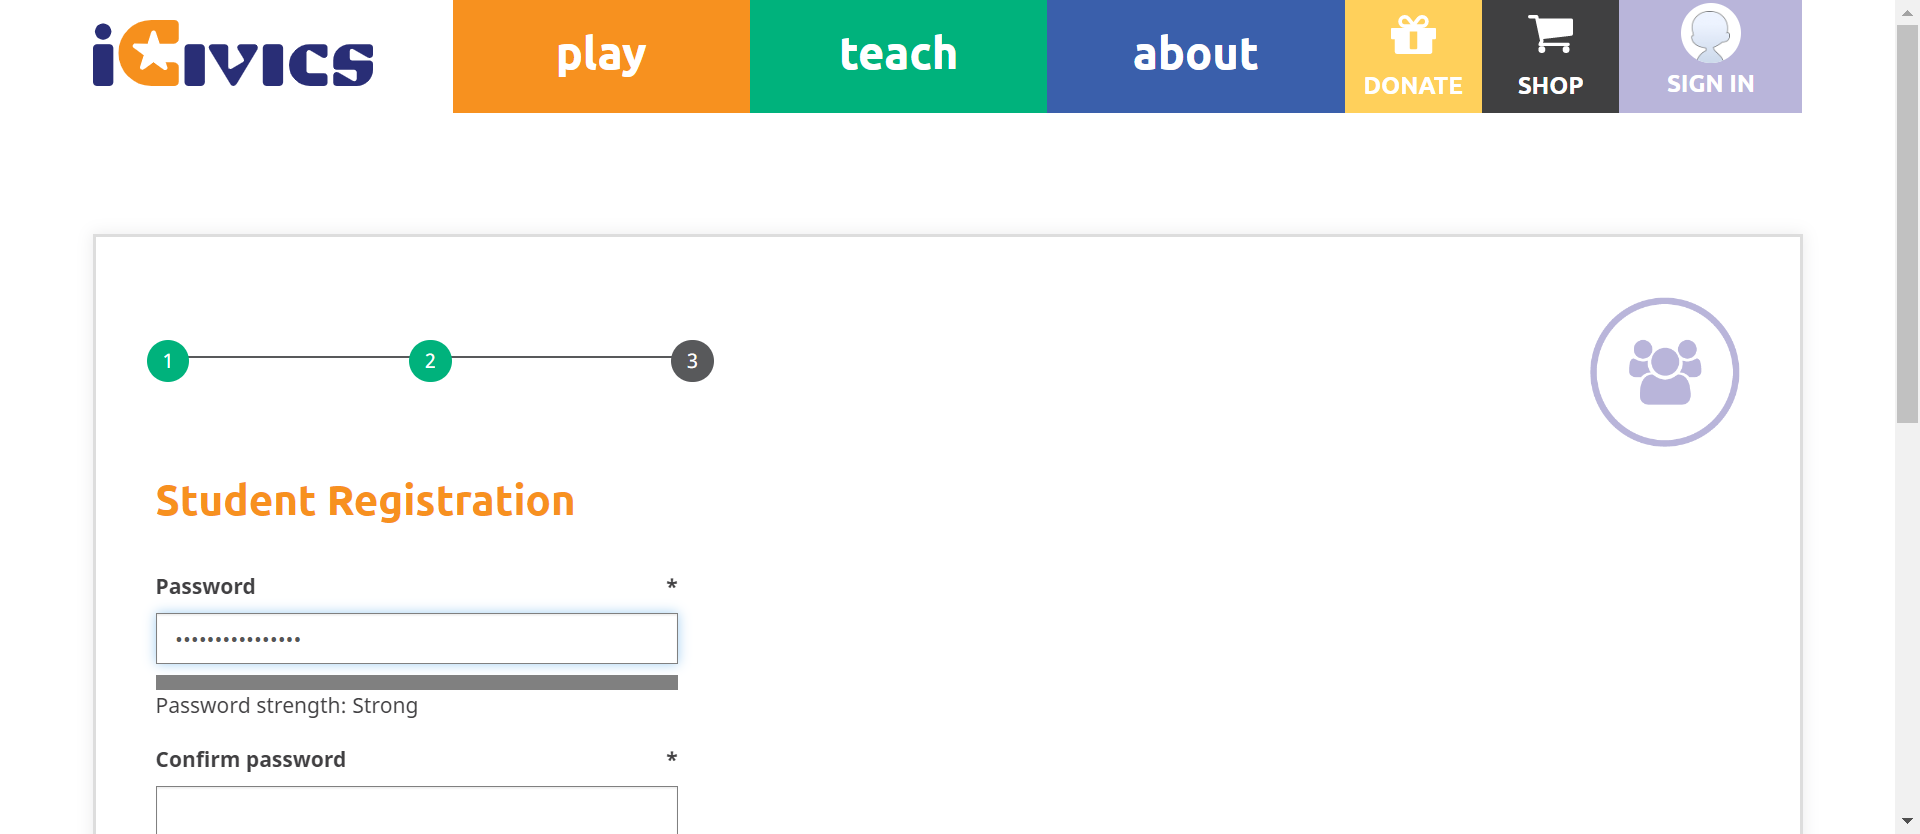 iCivics
play
teach
about
DONATE
SHOP
SIGN IN
1
2
3
Student Registration
Password *
••••••••••••••••
Password strength: Strong
Confirm password *